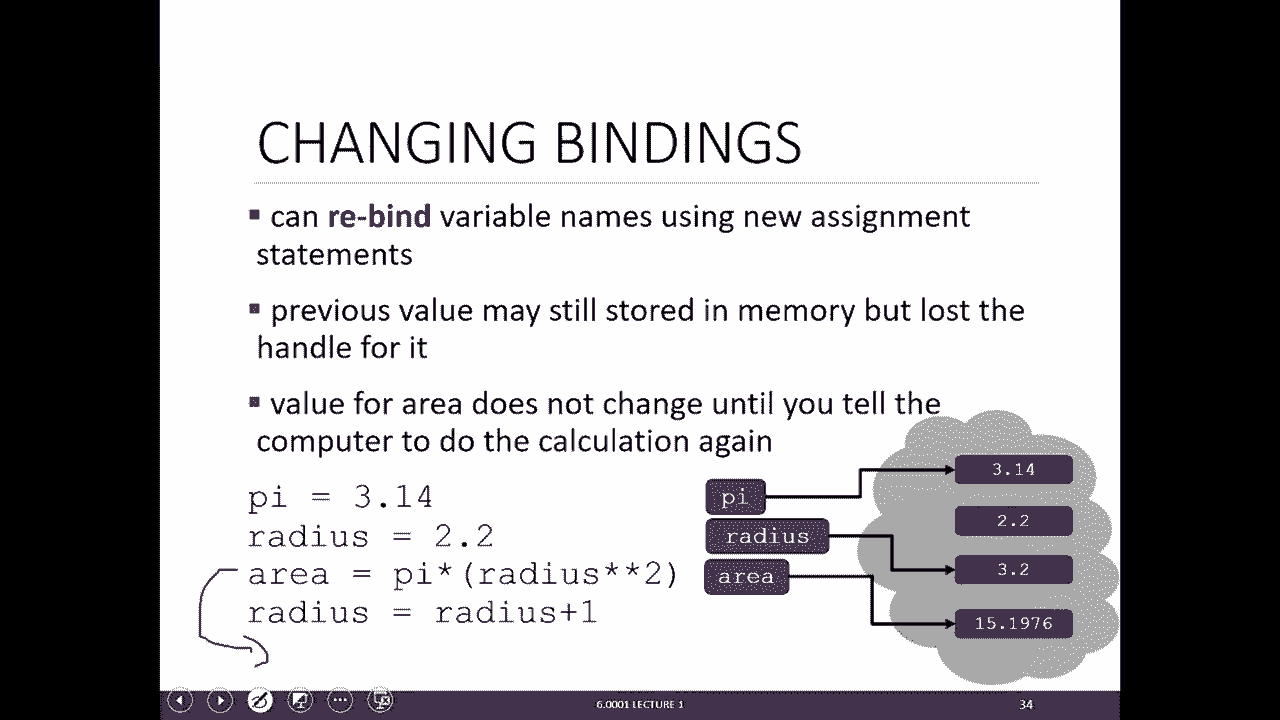 CHANGING BINDINGS
▪ can re-bind variable names using new assignment
statements
▪ previous value may still stored in memory but lost the
handle for it
▪ value for area does not change until you tell the
computer to do the calculation again
pi = 3.14
radius = 2.2
area = pi*(radius**2)
radius = radius+1
pi
radius
area
3.14
2.2
3.2
15.1976
6.0001 LECTURE 1
34